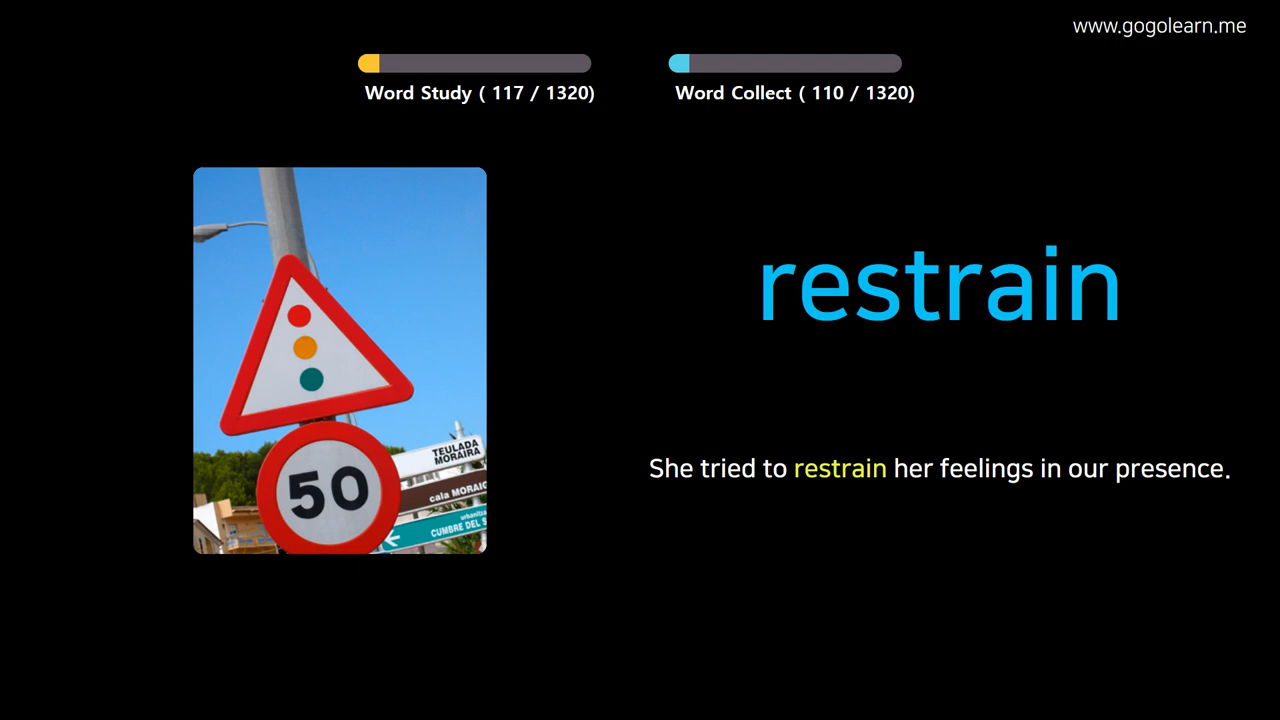 www.gogolearn.me
Word Study ( 117 / 1320)
Word Collect ( 110 / 1320)
restrain
She tried to restrain her feelings in our presence.
50
TEULADA
MORAIRA
cala
urbanitza
CUMBRE DEL